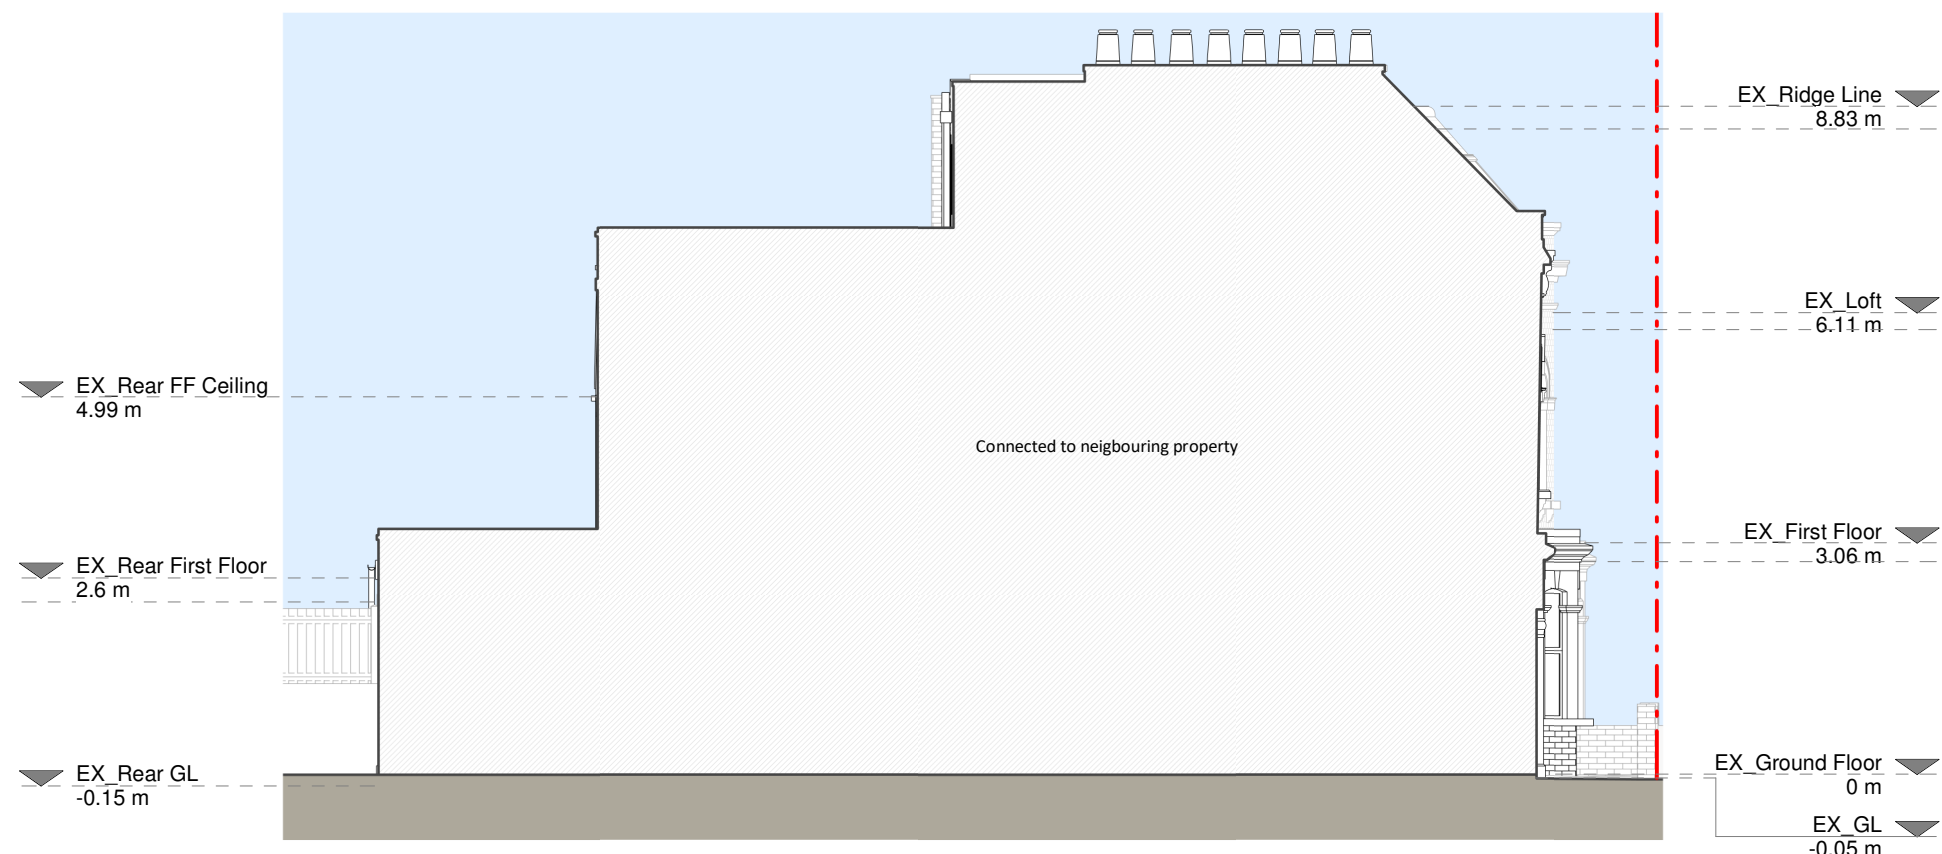 EX_Ridge Line
8.83 m
EX_Loft
6.11 m
EX_Rear FF Ceiling
4.99 m
Connected to neigbouring property
EX_First Floor
3.06 m
EX_Rear First Floor
2.6 m
EX_Ground Floor
0 m
EX_Rear GL
-0.15 m
EX_GL
-0.05 m